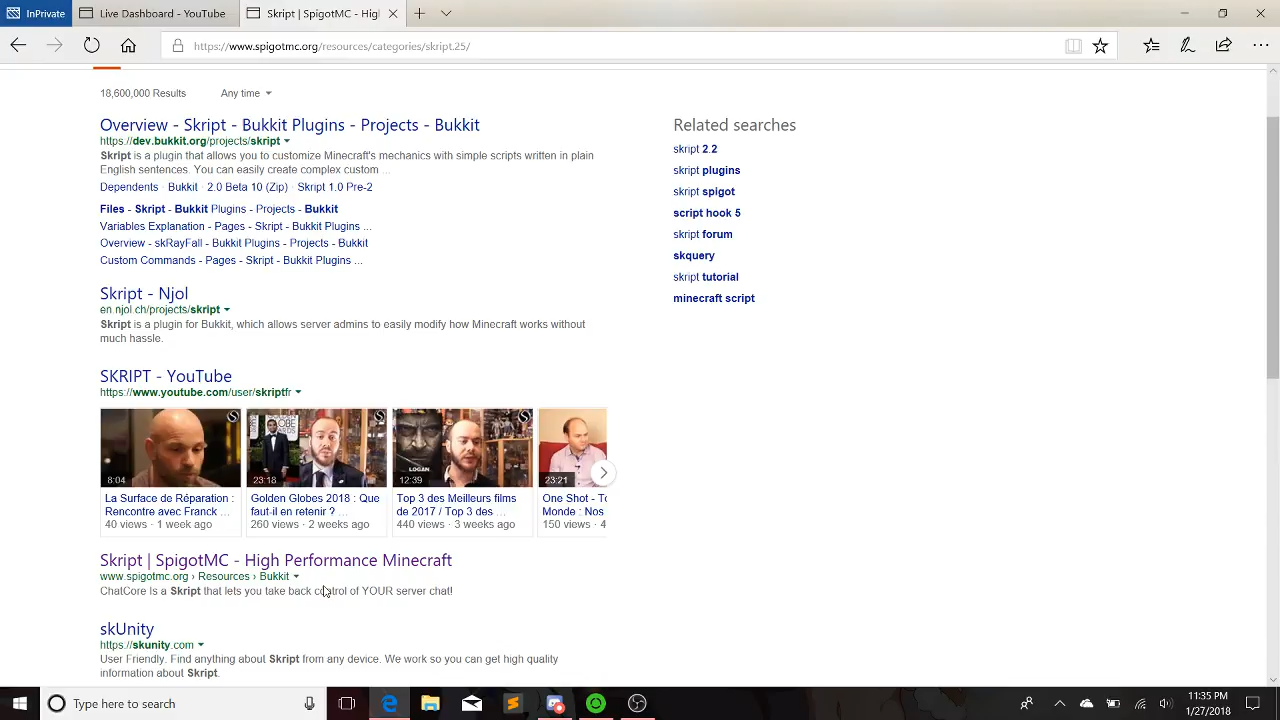 InPrivate
Live Dashboard - YouTube
Skript | SpigotMC - Higl
https://www.spigotmc.org/resources/categories/skript.25/
18,600,000 Results
Any time
Overview - Skript - Bukkit Plugins - Projects - Bukkit
https://dev.bukkit.org/projects/skript
Skript is a plugin that allows you to customize Minecraft's mechanics with simple scripts written in plain
English sentences. You can easily create complex custom ...
Dependents · Bukkit · 2.0 Beta 10 (Zip) · Skript 1.0 Pre-2
Files - Skript - Bukkit Plugins - Projects - Bukkit
Variables Explanation - Pages - Skript - Bukkit Plugins ...
Overview - skRayFall - Bukkit Plugins - Projects - Bukkit
Custom Commands - Pages - Skript - Bukkit Plugins ...
Skript - Njol
en.njol.ch/projects/skript
Skript is a plugin for Bukkit, which allows server admins to easily modify how Minecraft works without
much hassle.
SKRIPT - YouTube
https://www.youtube.com/user/skriptfr
8:04
GLOBE
23:18
LOGAN
12:39
23:21
La Surface de Réparation :
Rencontre avec Franck ...
40 views · 1 week ago
Golden Globes 2018 : Que
faut-il en retenir ? ...
260 views · 2 weeks ago
Top 3 des Meilleurs films
de 2017 / Top 3 des ...
440 views · 3 weeks ago
One Shot - To
Monde : Nos
150 views · 4
Skript | SpigotMC - High Performance Minecraft
www.spigotmc.org › Resources › Bukkit
ChatCore Is a Skript that lets you take back control of YOUR server chat!
skUnity
https://skunity.com
User Friendly. Find anything about Skript from any device. We work so you can get high quality
information about Skript.
Related searches
skript 2.2
skript plugins
skript spigot
script hook 5
skript forum
skquery
skript tutorial
minecraft script
Type here to search
11:35 PM
1/27/2018